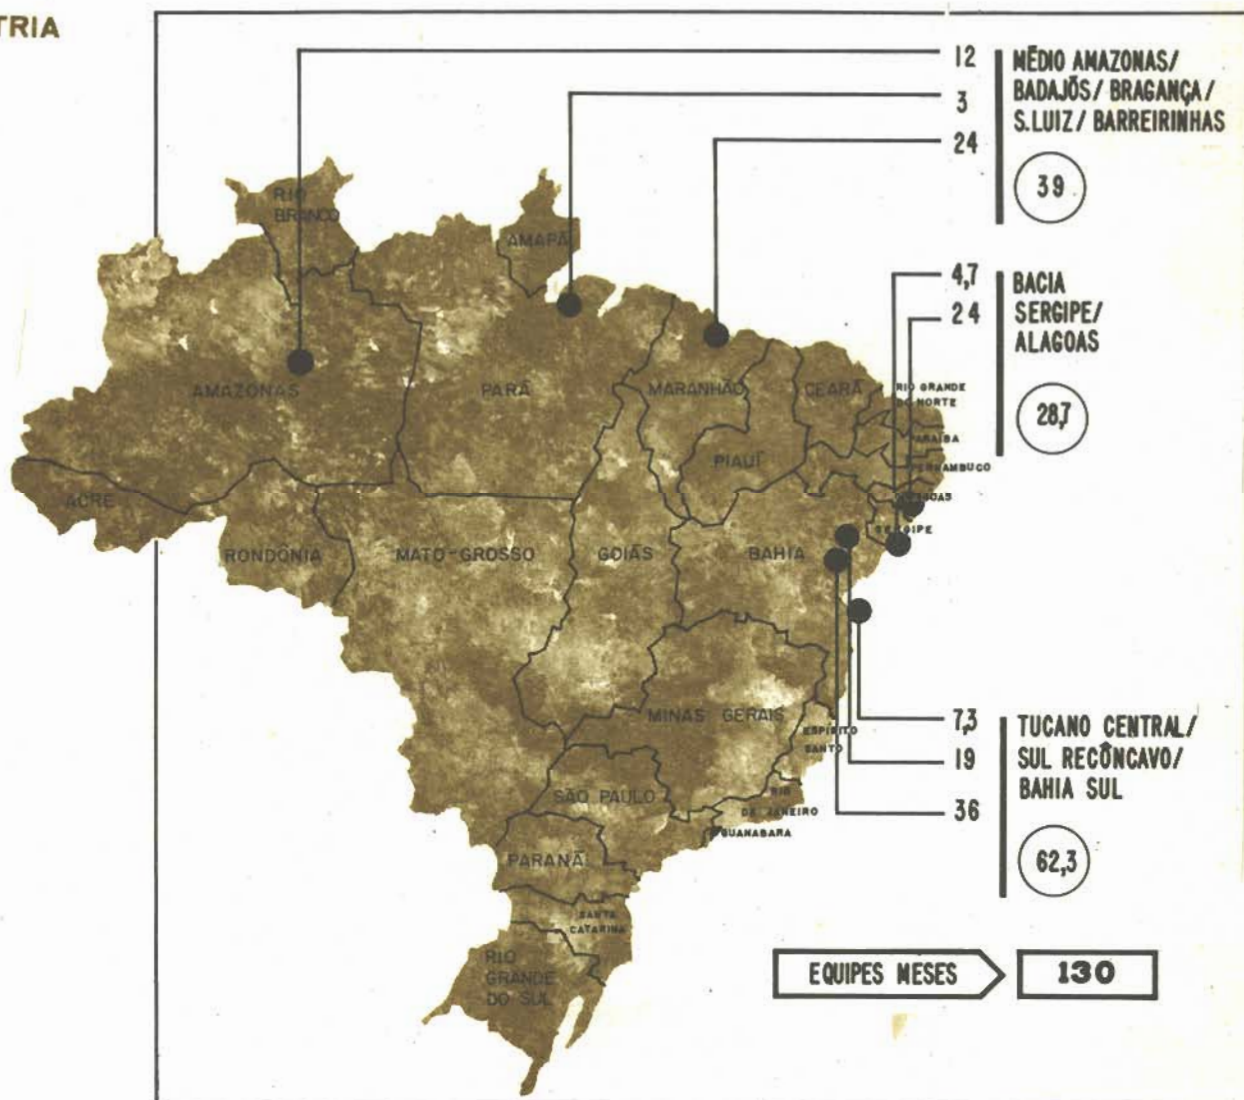 TRIA
12
3
24
MÉDIO AMAZONAS/
BADAJŌS/ BRAGANÇA/
S.LUIZ/ BARREIRINHAS
39
4,7
24
BACIA
SERGIPE/
ALAGOAS
28,7
7,3
19
36
TUCANO CENTRAL/
SUL RECÔNCAVO/
BAHIA SUL
62,3
EQUIPES MESES
130
RIO
BRANCO
AMAPÁ
AMAZONAS
PARÁ
MARANHÃO
CEARÁ
RIO GRANDE
DO NORTE
PARAÍBA
PIAUÍ
PERNAMBUCO
ALAGOAS
SERGIPE
ACRE
RONDÔNIA
MATO-GROSSO
GOIÁS
BAHIA
MINAS GERAIS
ESPÍRITO
SANTO
SÃO PAULO
RIO
DE JANEIRO
GUANABARA
PARANÁ
SANTA
CATARINA
RIO
GRANDE
DO SUL